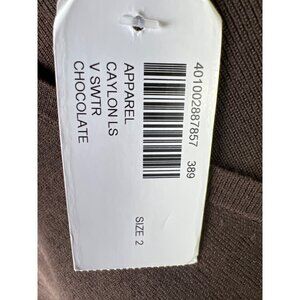 401002887857 389
APPAREL
CAYLON LS
V SWTR
CHOCOLATE
SIZE 2